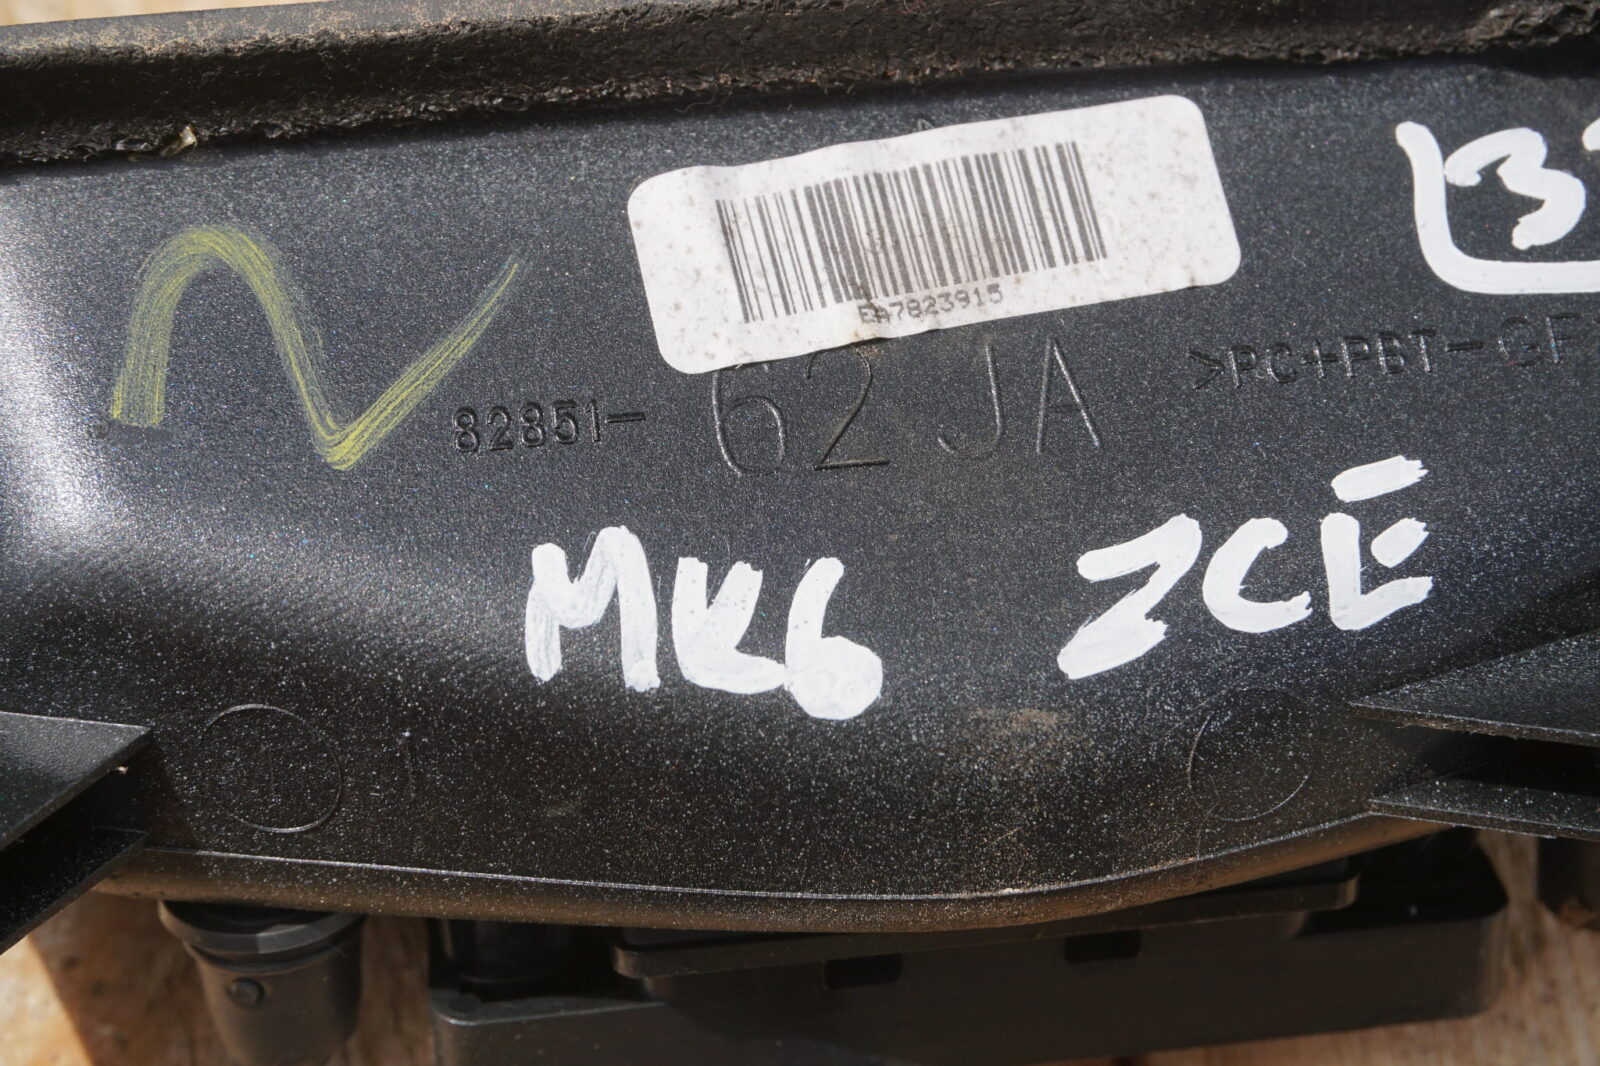 EA7823915
82851-62JA
>PC+PBT-GF
MK6 ZCE